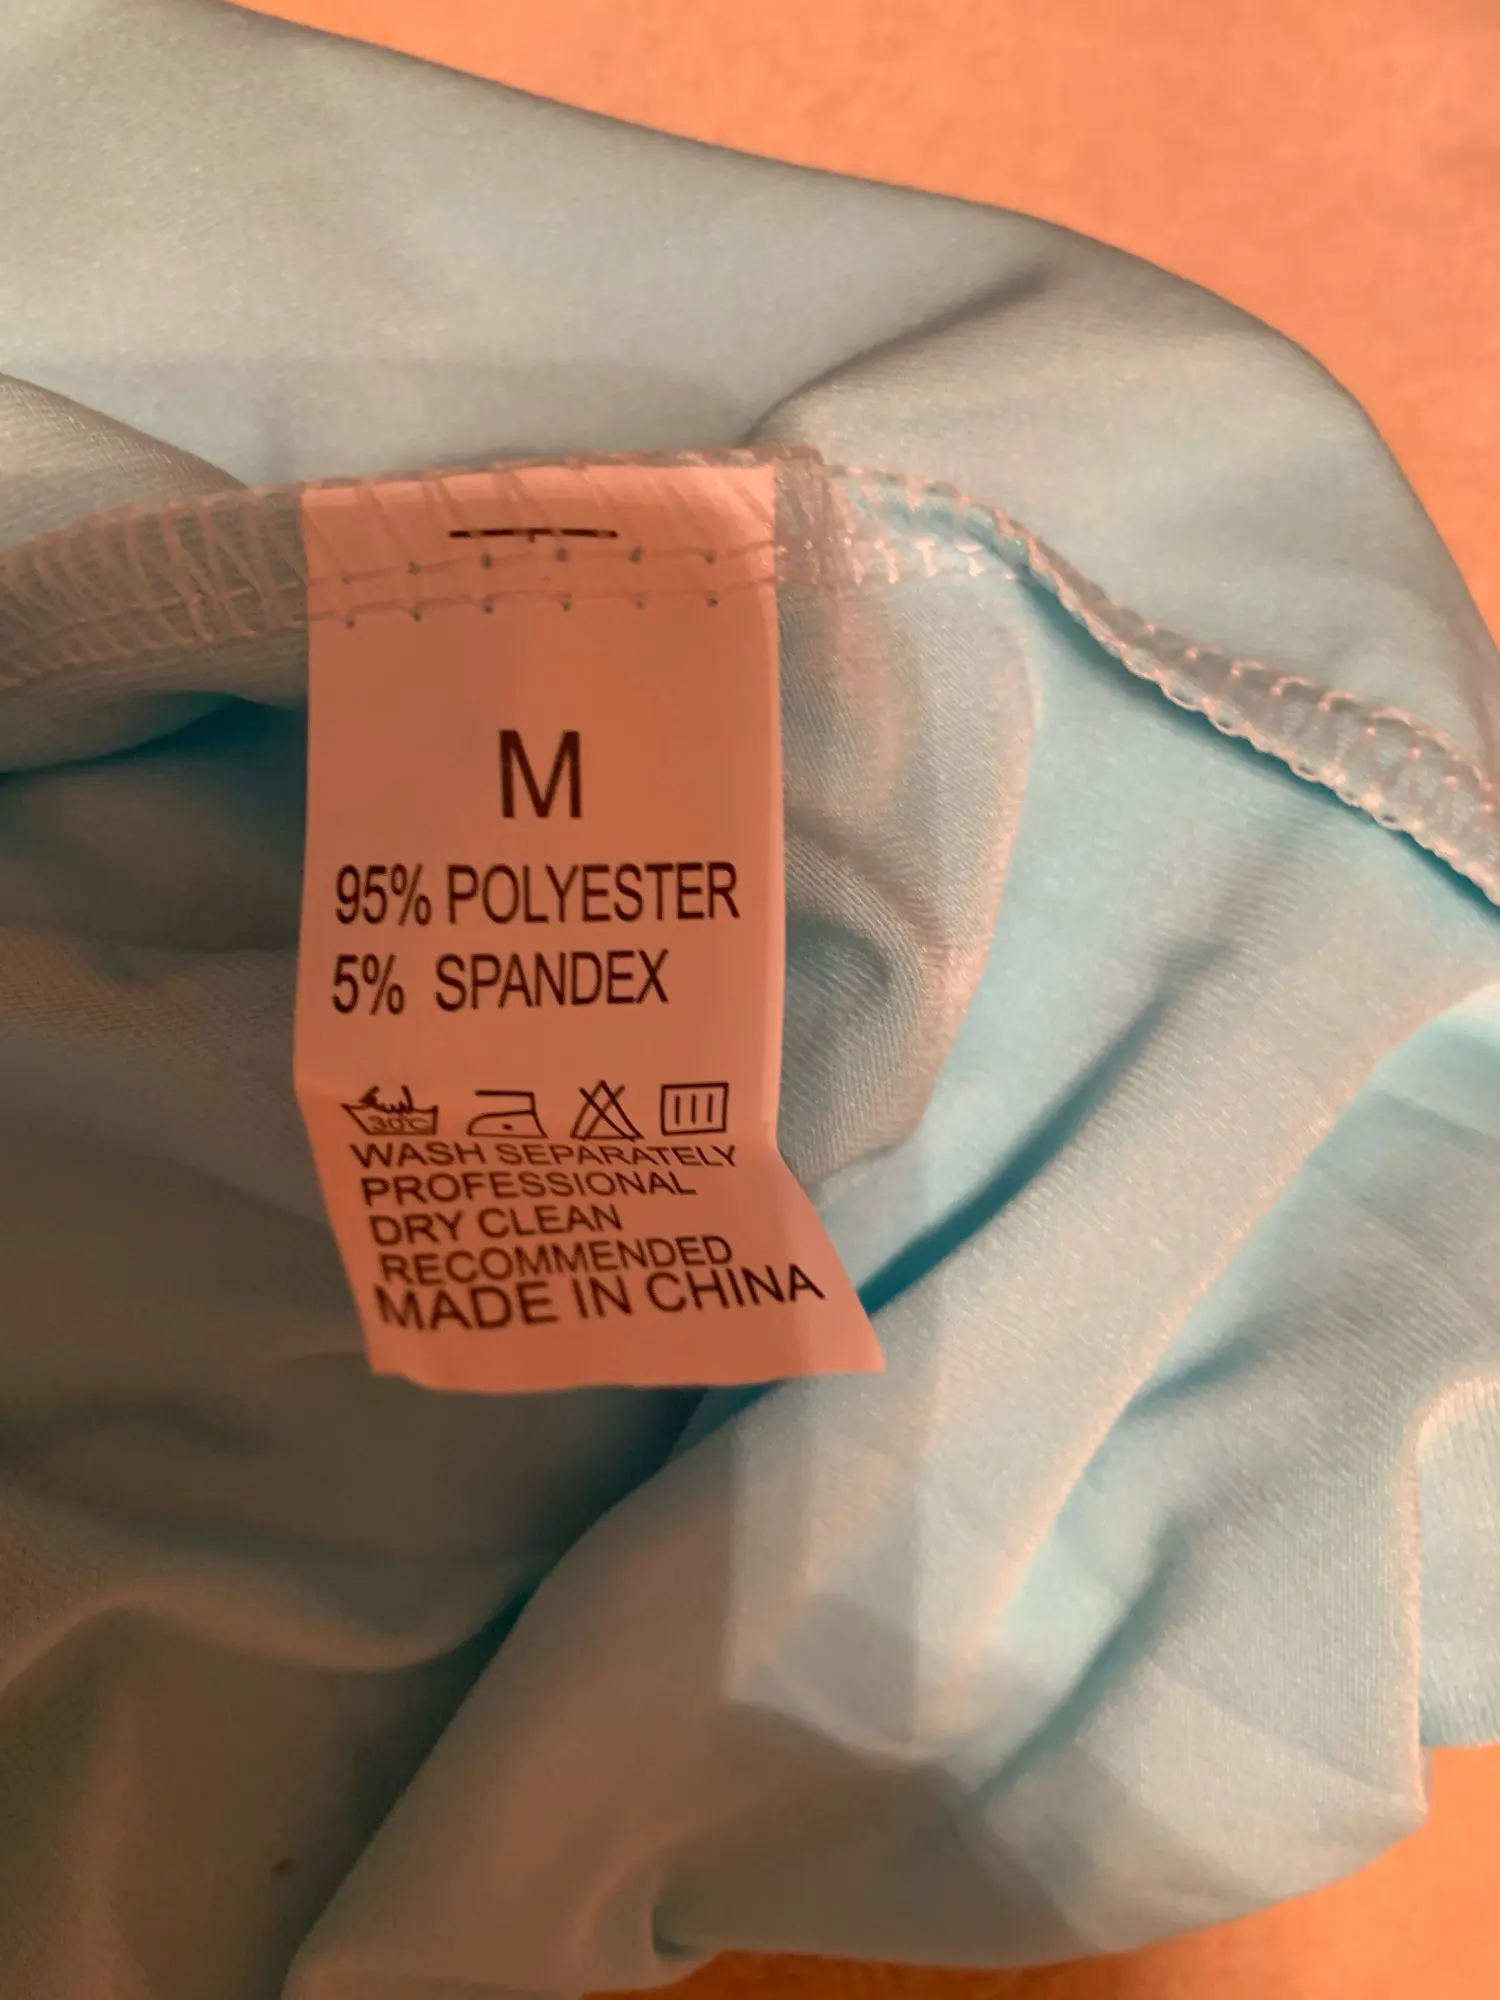 M
95% POLYESTER
5% SPANDEX
30°C
WASH SEPARATELY
PROFESSIONAL
DRY CLEAN
RECOMMENDED
MADE IN CHINA